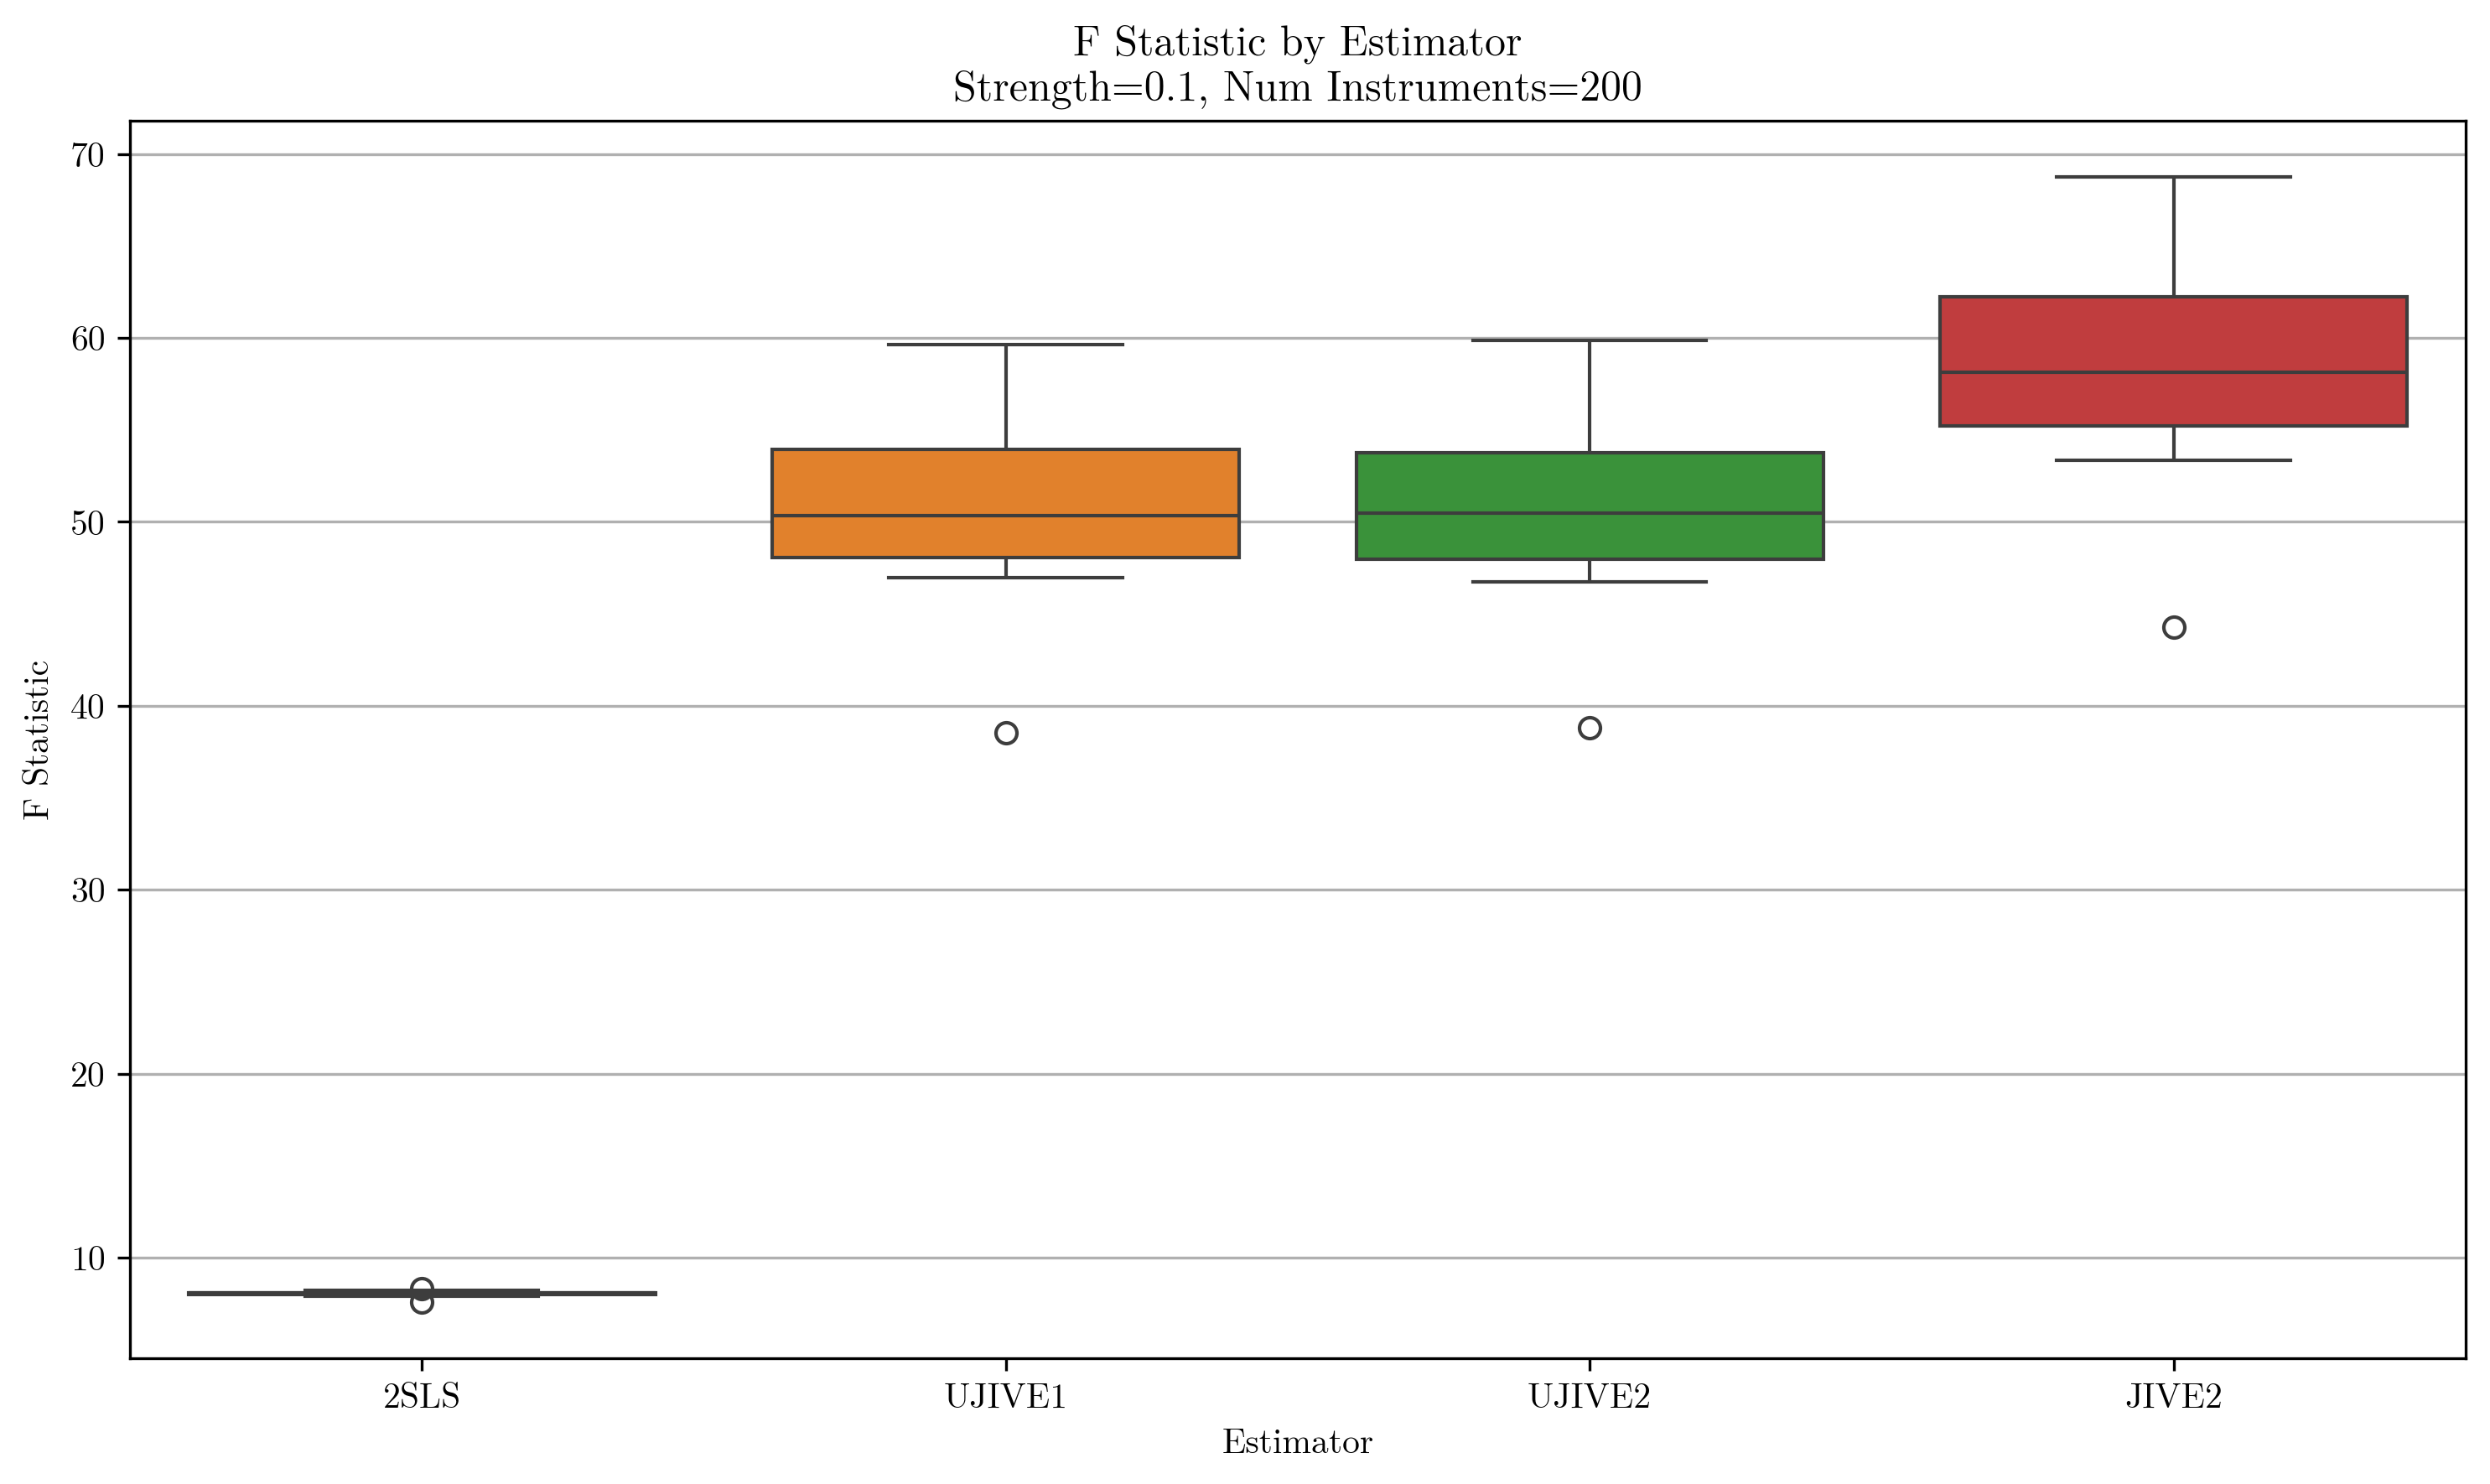 F Statistic by Estimator
Strength=0.1, Num Instruments=200
70
60
50
40
30
20
10
F Statistic
2SLS UJIVE1 UJIVE2 JIVE2
Estimator